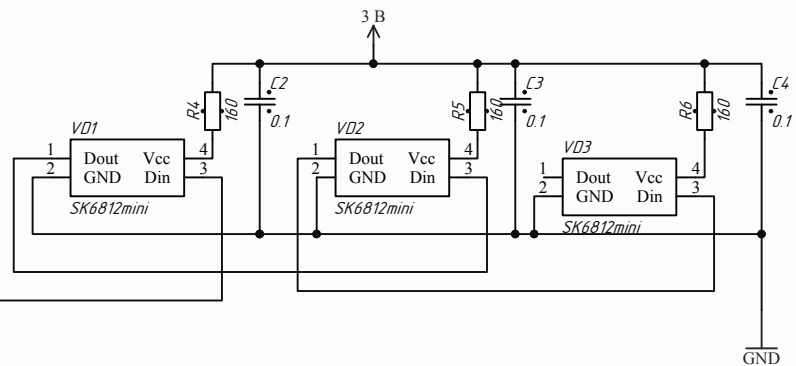 3 В
R4
160
C2
0.1
R5
160
C3
0.1
R6
160
C4
0.1
VD1
1 Dout Vcc 4
2 GND Din 3
SK6812mini
VD2
1 Dout Vcc 4
2 GND Din 3
SK6812mini
VD3
1 Dout Vcc 4
2 GND Din 3
SK6812mini
GND